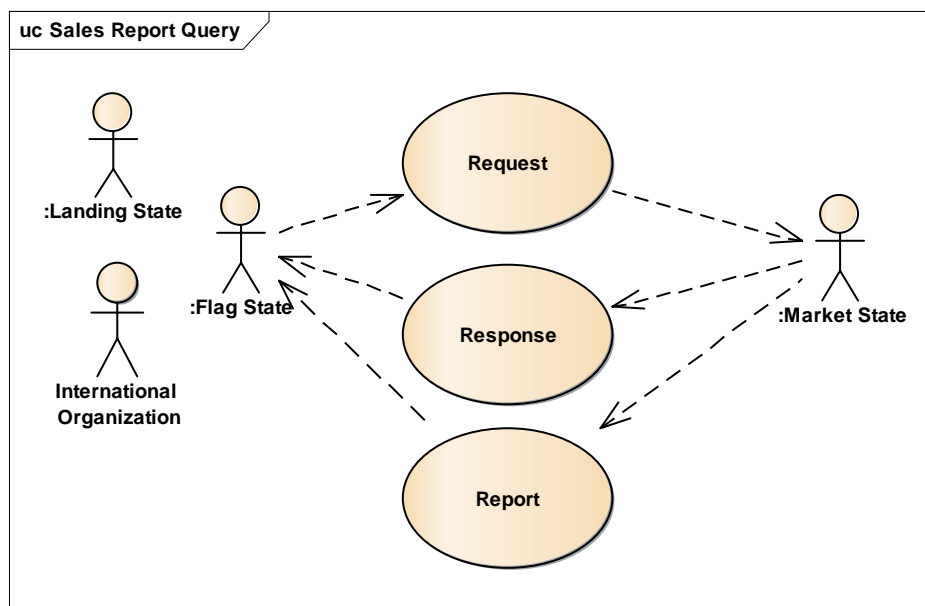 uc Sales Report Query
Request
:Landing State
:Flag State
:Market State
Response
International
Organization
Report